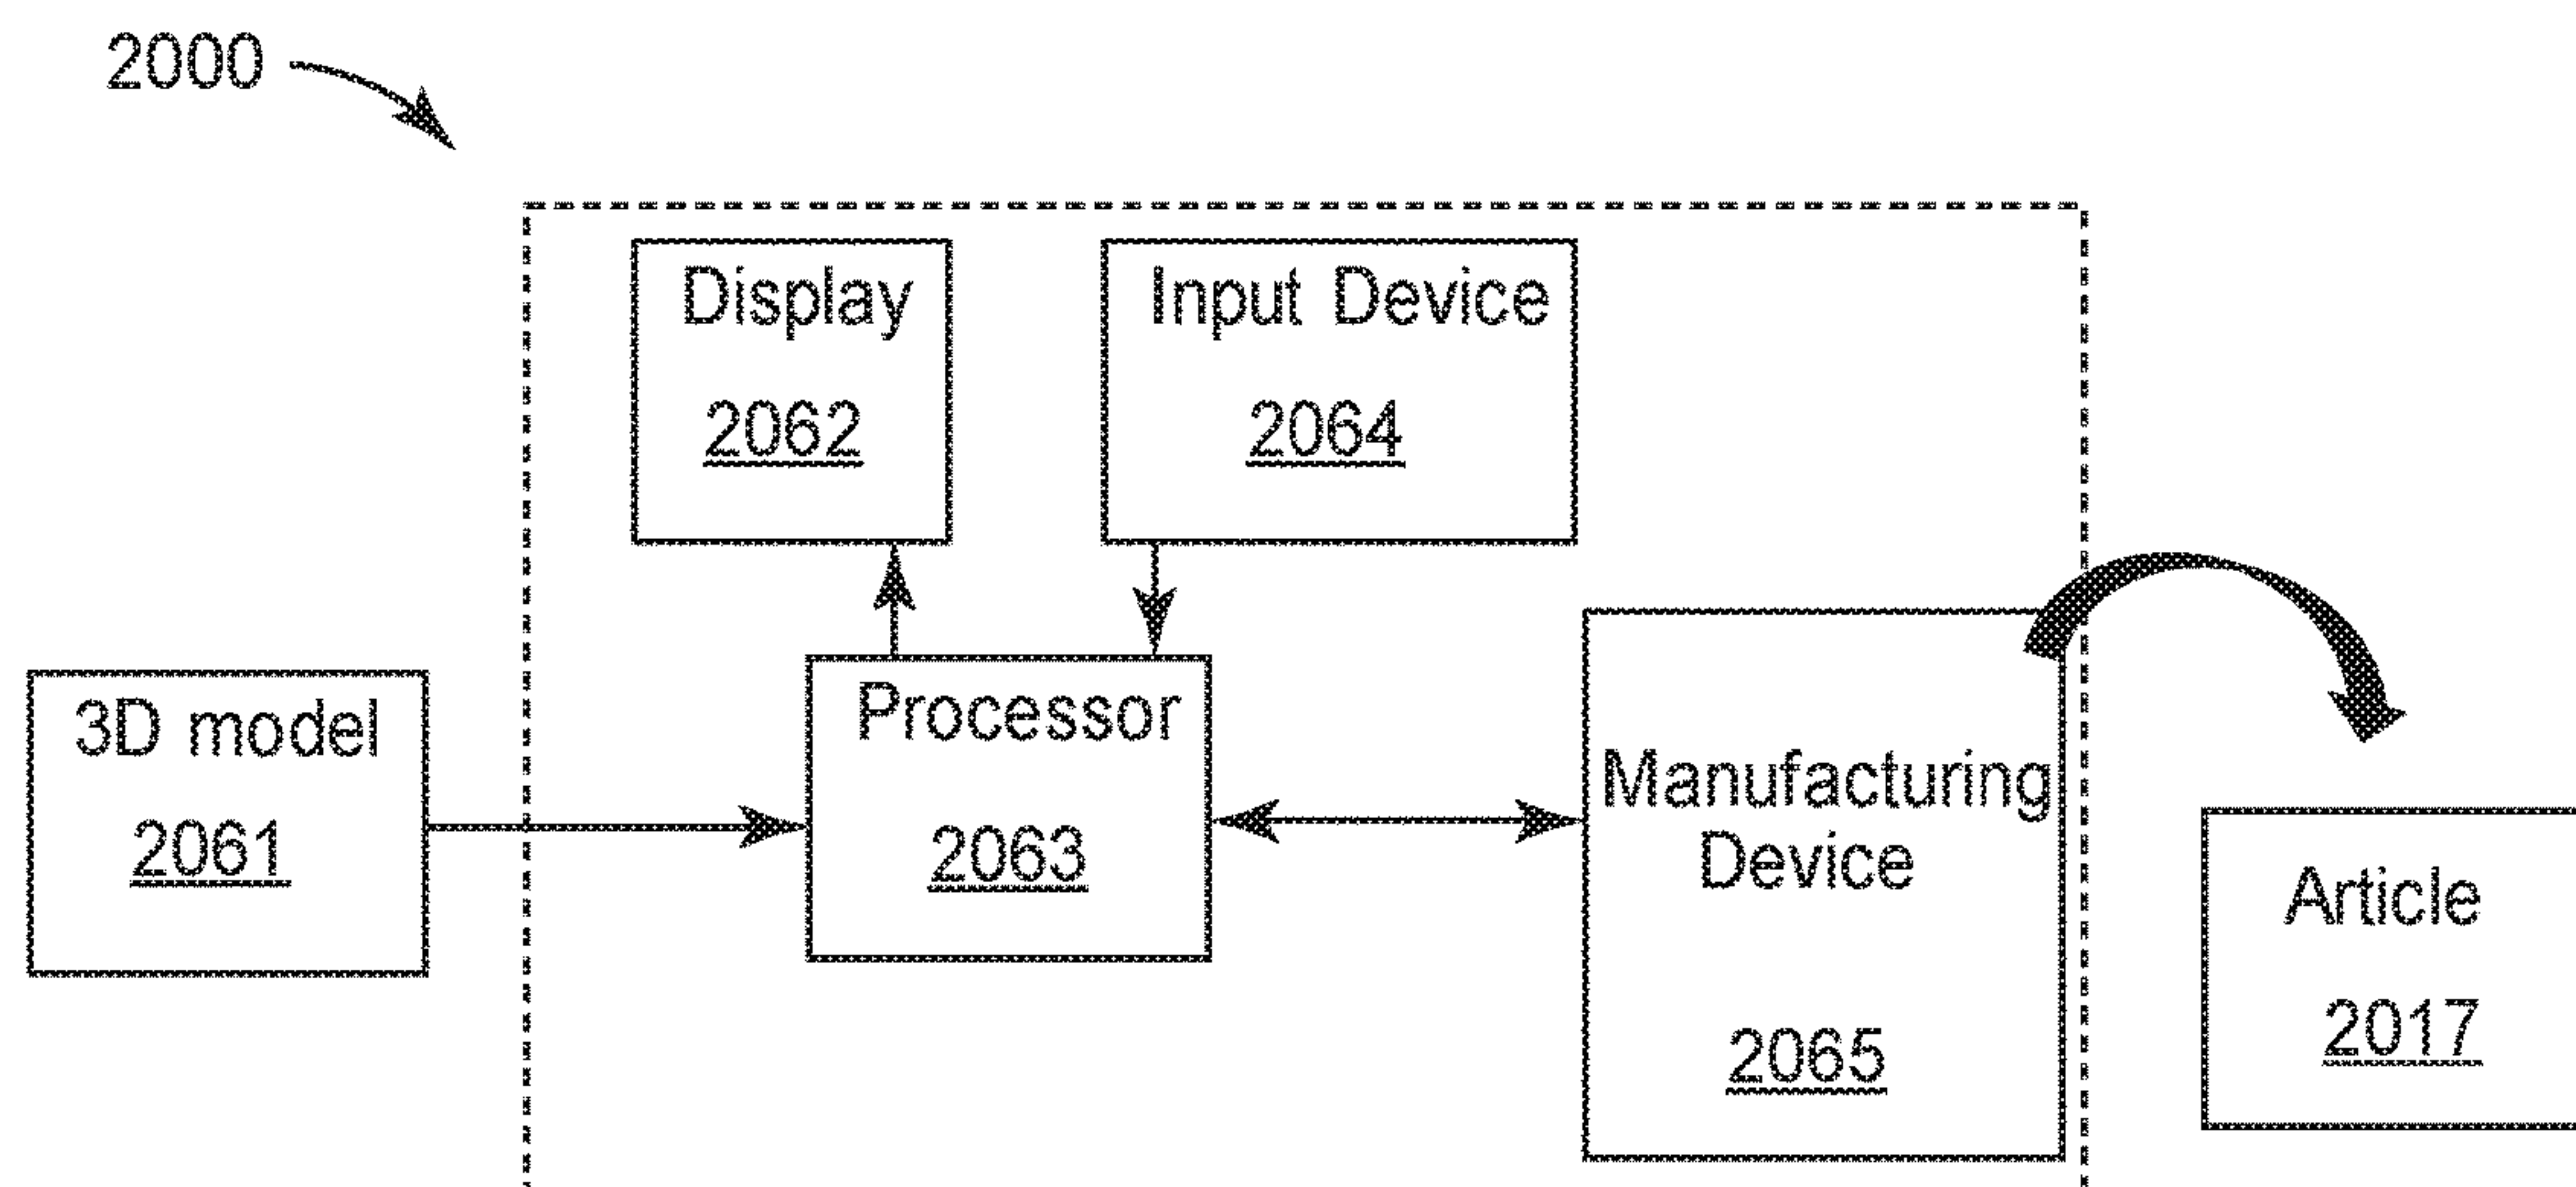 2000
Display
2062
Input Device
2064
3D model
2061
Processor
2063
Manufacturing
Device
2065
Article
2017